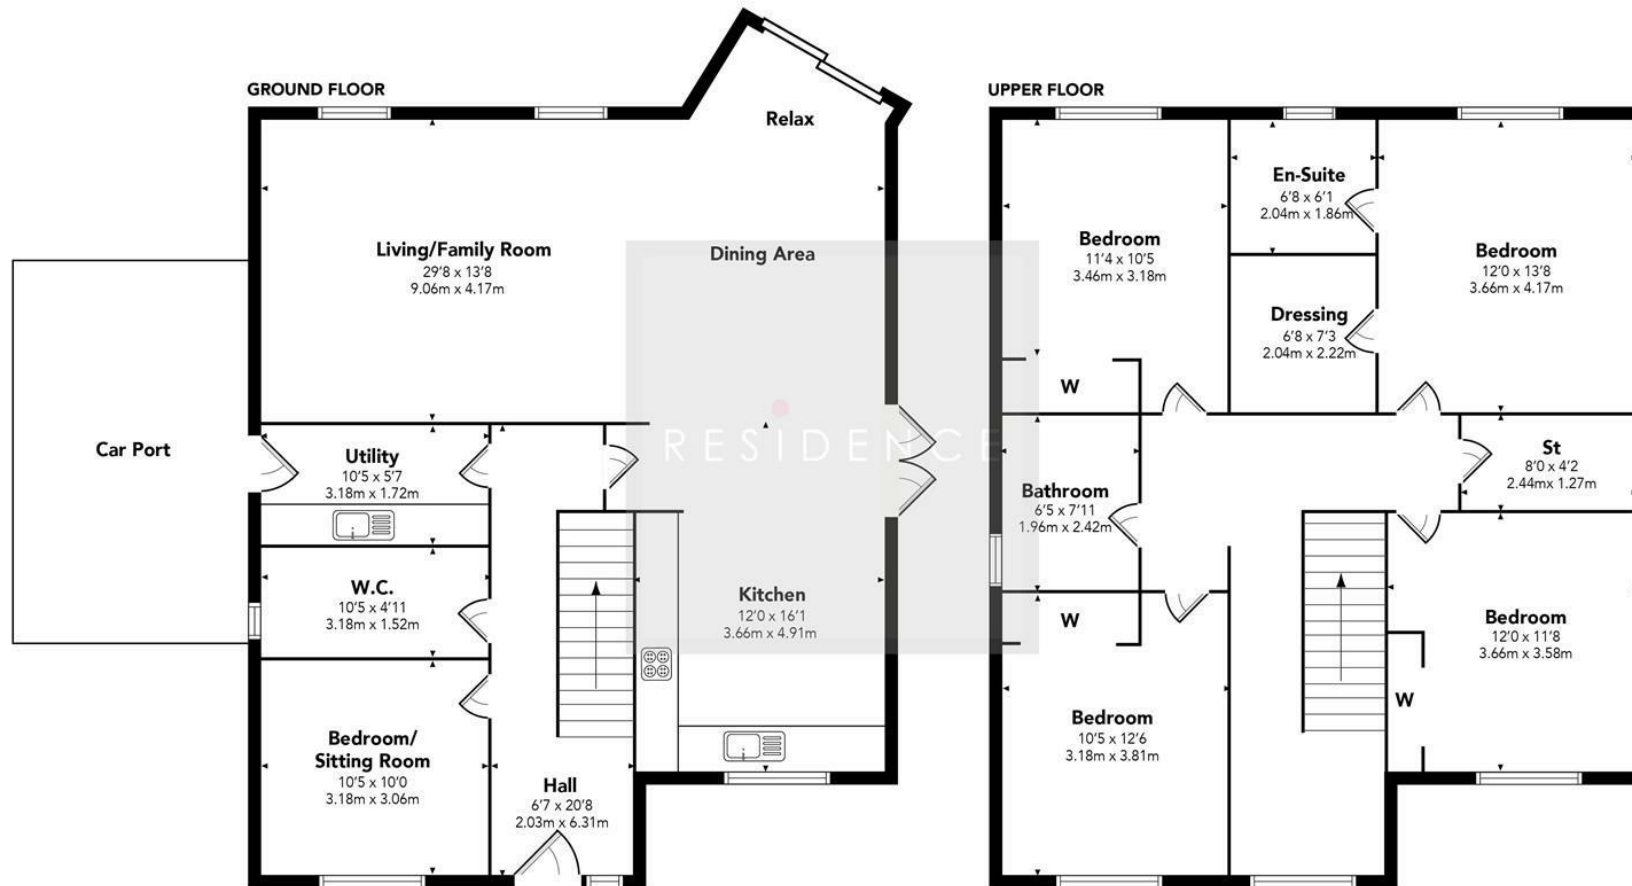 GROUND FLOOR
Relax
Living/Family Room
29'8 x 13'8
9.06m x 4.17m
Dining Area
Car Port
Utility
10'5 x 5'7
3.18m x 1.72m
W.C.
10'5 x 4'11
3.18m x 1.52m
Kitchen
12'0 x 16'1
3.66m x 4.91m
Bedroom/
Sitting Room
10'5 x 10'0
3.18m x 3.06m
Hall
6'7 x 20'8
2.03m x 6.31m
RESIDENCE
UPPER FLOOR
Bedroom
11'4 x 10'5
3.46m x 3.18m
En-Suite
6'8 x 6'1
2.04m x 1.86m
Bedroom
12'0 x 13'8
3.66m x 4.17m
Dressing
6'8 x 7'3
2.04m x 2.22m
W
St
8'0 x 4'2
2.44mx 1.27m
Bathroom
6'5 x 7'11
1.96m x 2.42m
W
Bedroom
12'0 x 11'8
3.66m x 3.58m
W
Bedroom
10'5 x 12'6
3.18m x 3.81m